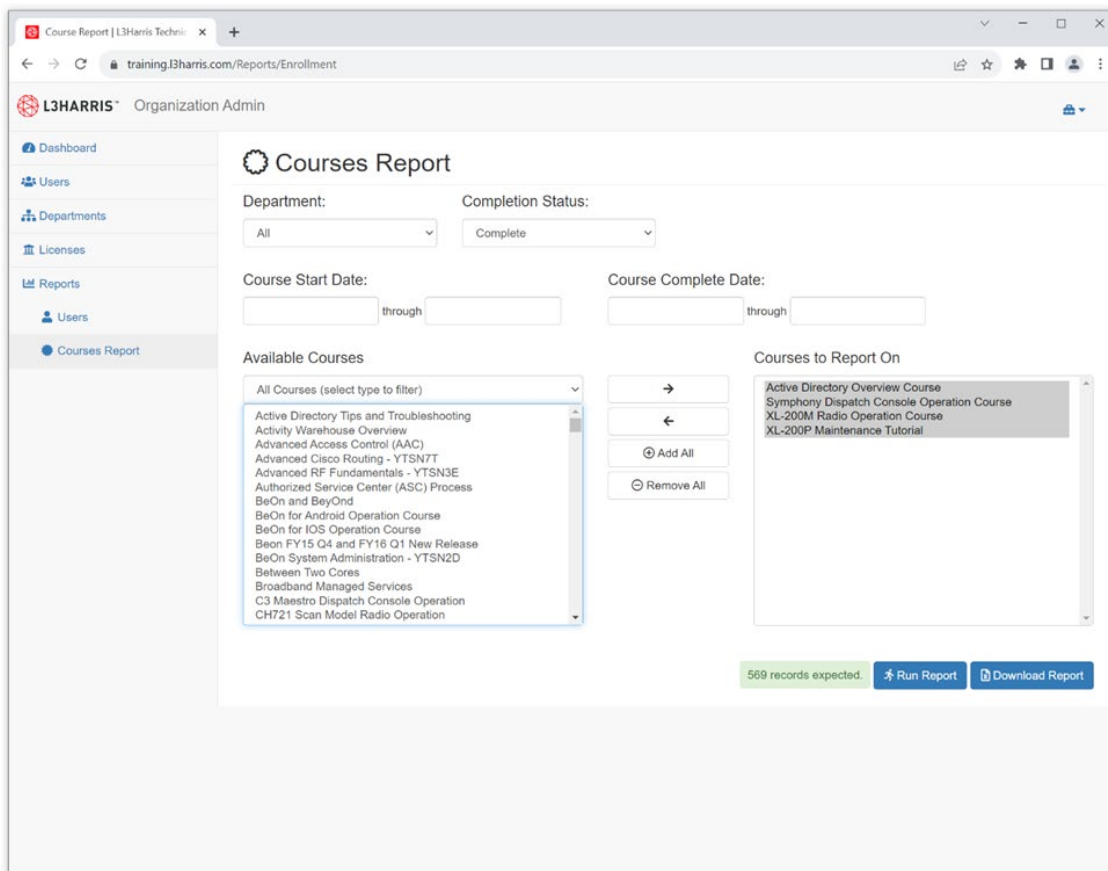 Course Report | L3Harris Technic
training.l3harris.com/Reports/Enrollment
L3HARRIS™ Organization Admin
Dashboard
Users
Departments
Licenses
Reports
Users
Courses Report
Courses Report
Department: Completion Status:
All Complete
Course Start Date: Course Complete Date:
through through
Available Courses Courses to Report On
All Courses (select type to filter)
Active Directory Tips and Troubleshooting
Activity Warehouse Overview
Advanced Access Control (AAC)
Advanced Cisco Routing - YTSN7T
Advanced RF Fundamentals - YTSN3E
Authorized Service Center (ASC) Process
BeOn and BeyOnd
BeOn for Android Operation Course
BeOn for IOS Operation Course
Beon FY15 Q4 and FY16 Q1 New Release
BeOn System Administration - YTSN2D
Between Two Cores
Broadband Managed Services
C3 Maestro Dispatch Console Operation
CH721 Scan Model Radio Operation
Add All
Remove All
Active Directory Overview Course
Symphony Dispatch Console Operation Course
XL-200M Radio Operation Course
XL-200P Maintenance Tutorial
569 records expected. Run Report Download Report